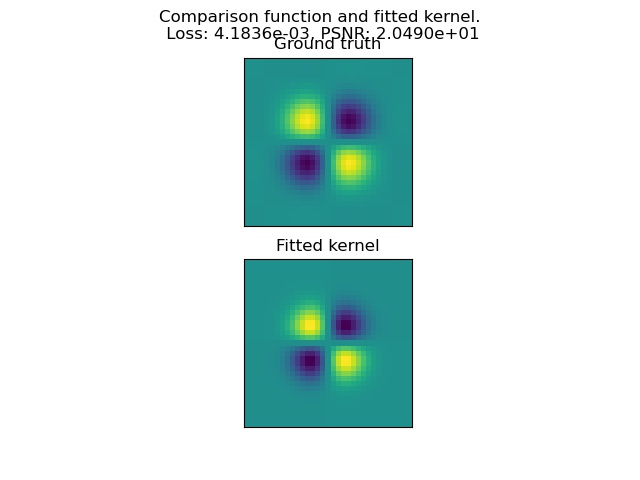 Comparison function and fitted kernel.
Loss: 4.1836e-03, PSNR: 2.0490e+01
Ground truth
Fitted kernel